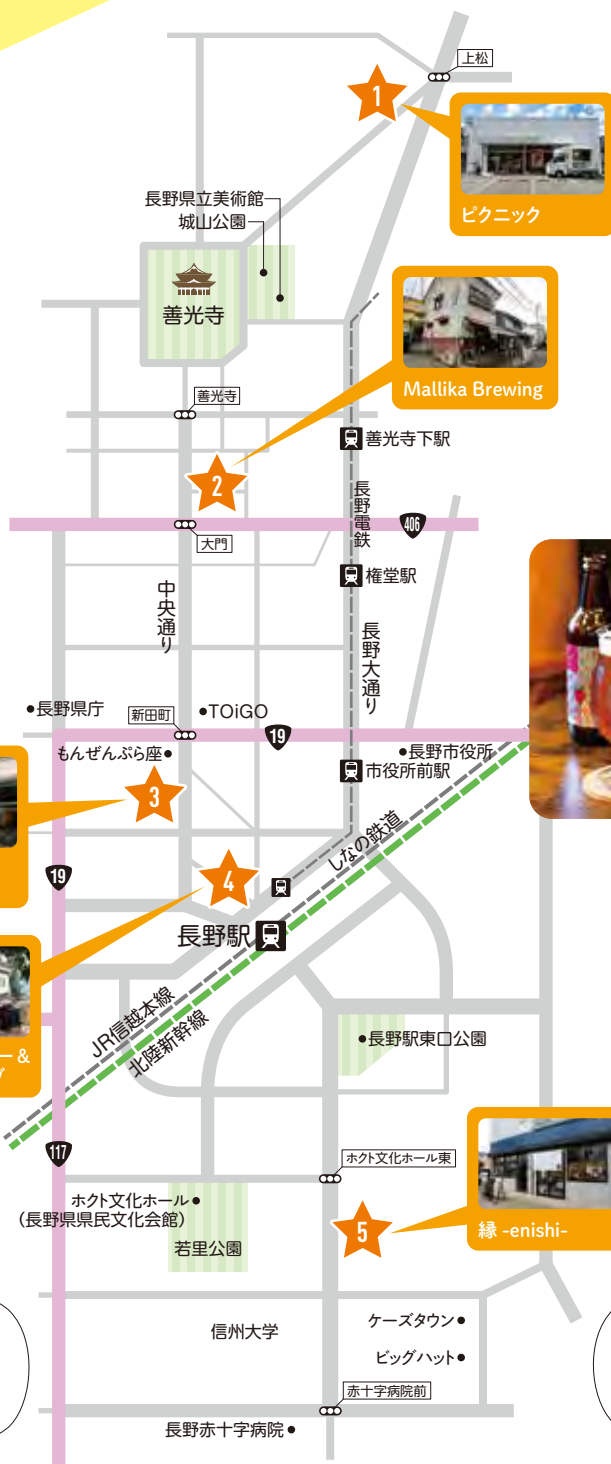 上松
1
ピクニック
長野県立美術館
城山公園
善光寺
Mallika Brewing
善光寺
善光寺下駅
2
長野電鉄
406
大門
権堂駅
中央通り
長野大通り
長野県庁
新田町
TOiGO
19
もんぜんぷら座
長野市役所
市役所前駅
3
しなの鉄道
19
4
長野駅
ー &
JR信越本線
北陸新幹線
長野駅東口公園
117
ホクト文化ホール東
ホクト文化ホール
(長野県県民文化会館)
5
縁 -enishi-
若里公園
信州大学
ケーズタウン
ビッグハット
赤十字病院前
長野赤十字病院